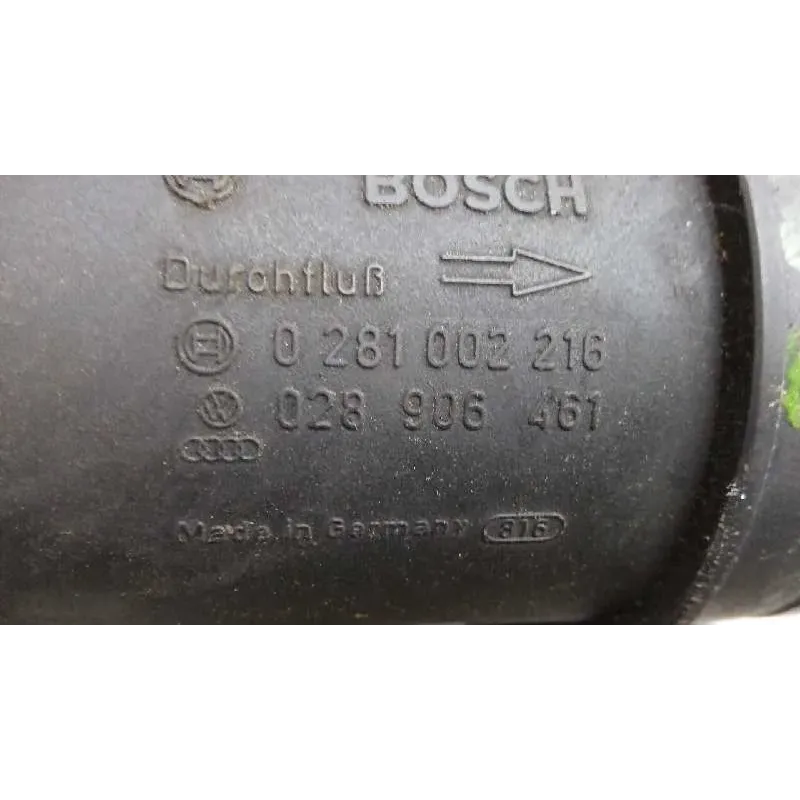 BOSCH
Durchfluß
0 281 002 216
028 906 461
Made in Germany 816